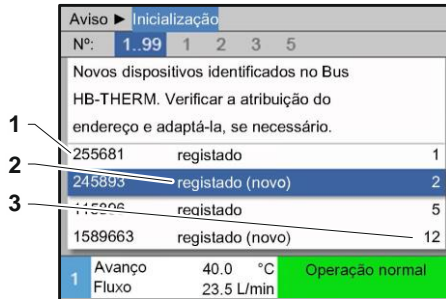 Aviso ► Inicialização
Nº: 1..99 1 2 3 5
Novos dispositivos identificados no Bus
HB-THERM. Verificar a atribuição do
endereço e adaptá-la, se necessário.
1
255681 registado 1
2
245893 registado (novo) 2
3
registado 5
1589663 registado (novo) 12
1
Avanço 40.0 °C
Fluxo 23.5 L/min
Operação normal